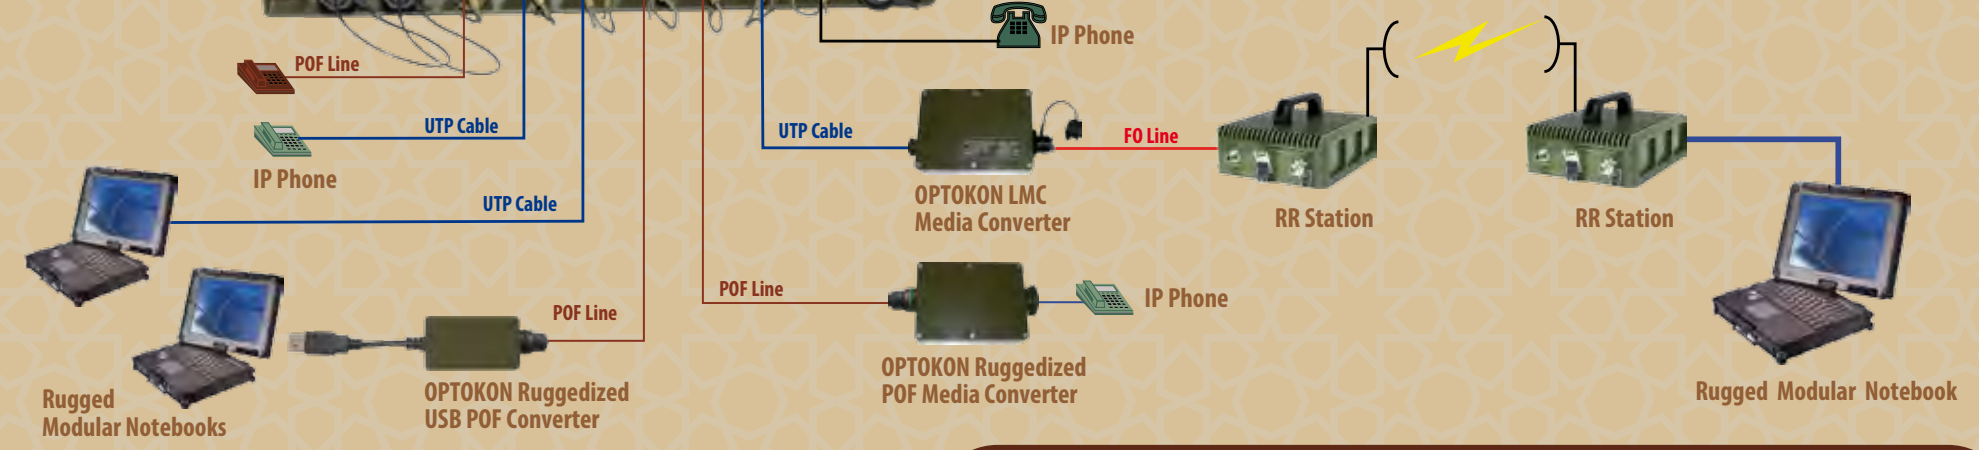 IP Phone
POF Line
UTP Cable
IP Phone
UTP Cable
UTP Cable
FO Line
OPTOKON LMC
Media Converter
RR Station
RR Station
POF Line
IP Phone
POF Line
OPTOKON Ruggedized
POF Media Converter
Rugged Modular Notebook
OPTOKON Ruggedized
USB POF Converter
Rugged
Modular Notebooks